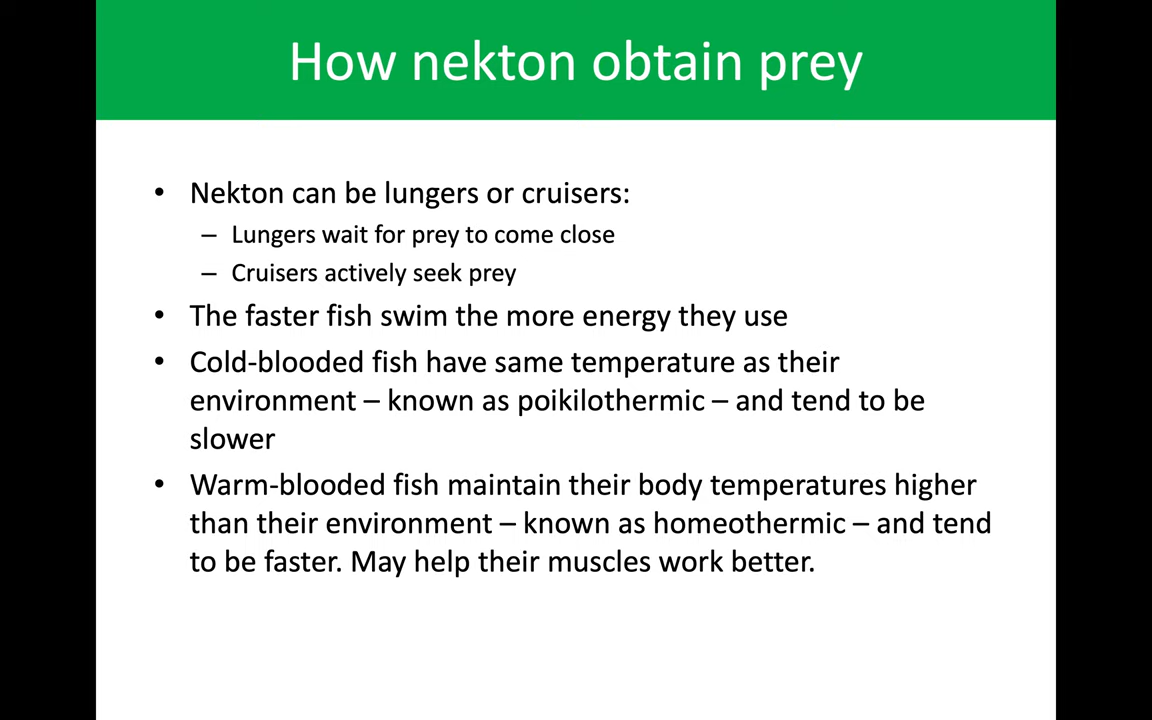 How nekton obtain prey
• Nekton can be lungers or cruisers:
– Lungers wait for prey to come close
– Cruisers actively seek prey
• The faster fish swim the more energy they use
• Cold-blooded fish have same temperature as their
environment – known as poikilothermic – and tend to be
slower
• Warm-blooded fish maintain their body temperatures higher
than their environment – known as homeothermic – and tend
to be faster. May help their muscles work better.